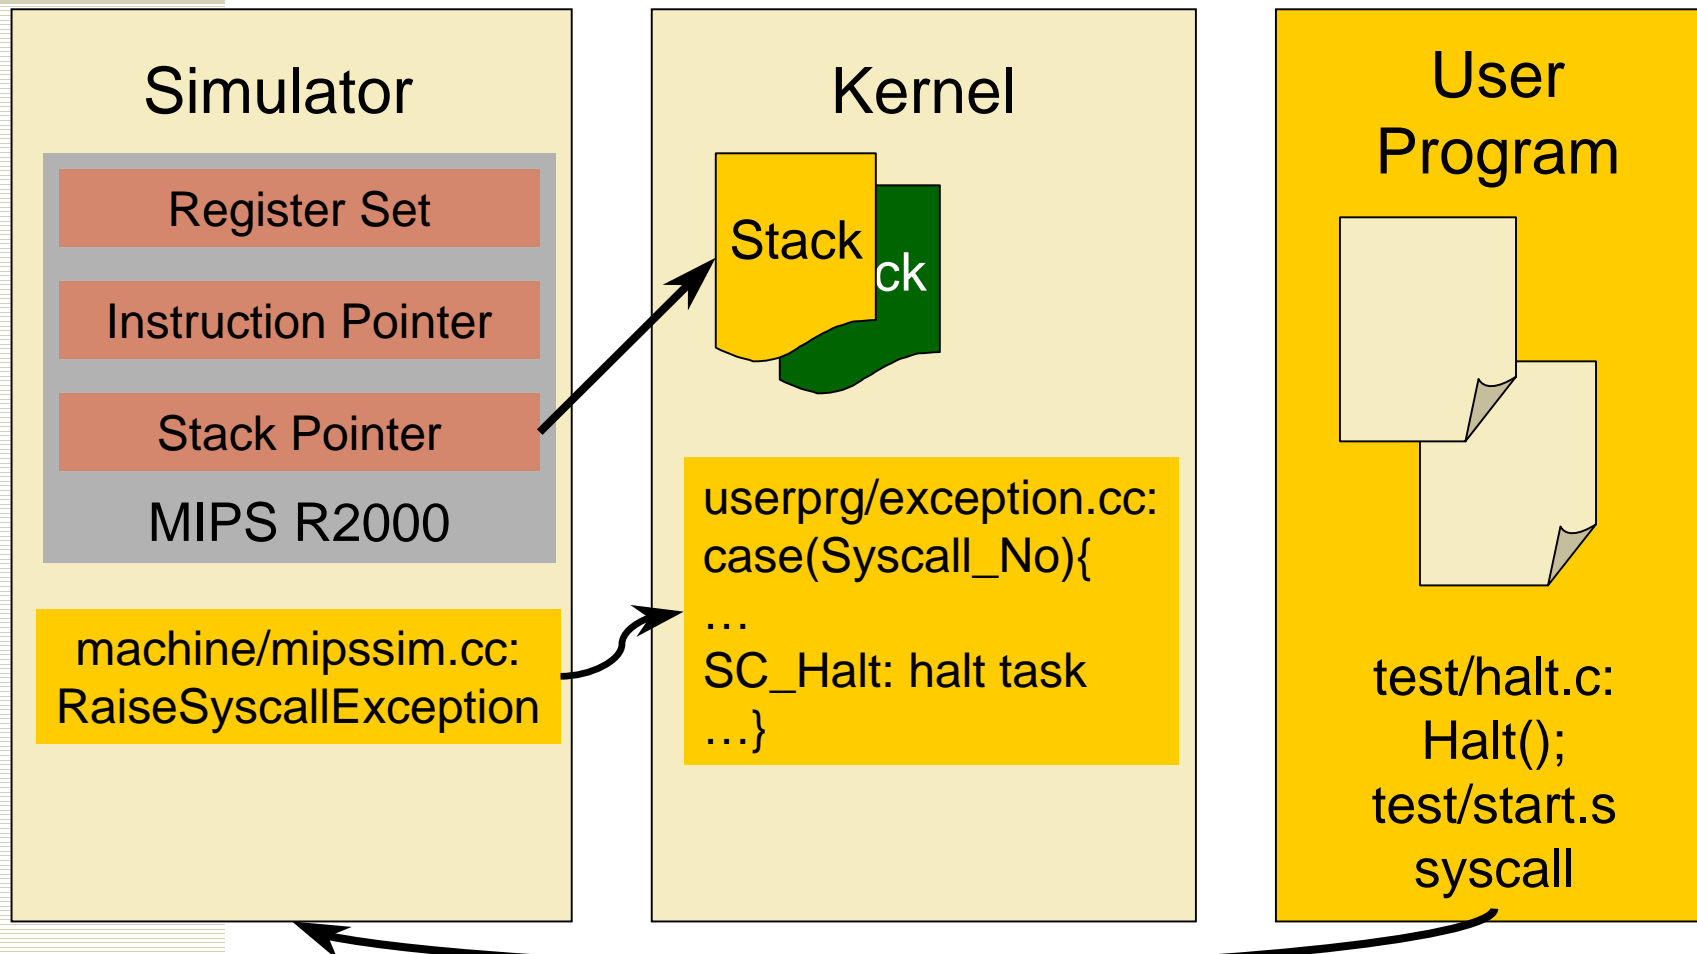 Simulator
Register Set
Instruction Pointer
Stack Pointer
MIPS R2000
machine/mipssim.cc:
RaiseSyscallException
Kernel
Stack
ck
userprg/exception.cc:
case(Syscall_No){
…
SC_Halt: halt task
…}
User
Program
test/halt.c:
Halt();
test/start.s
syscall